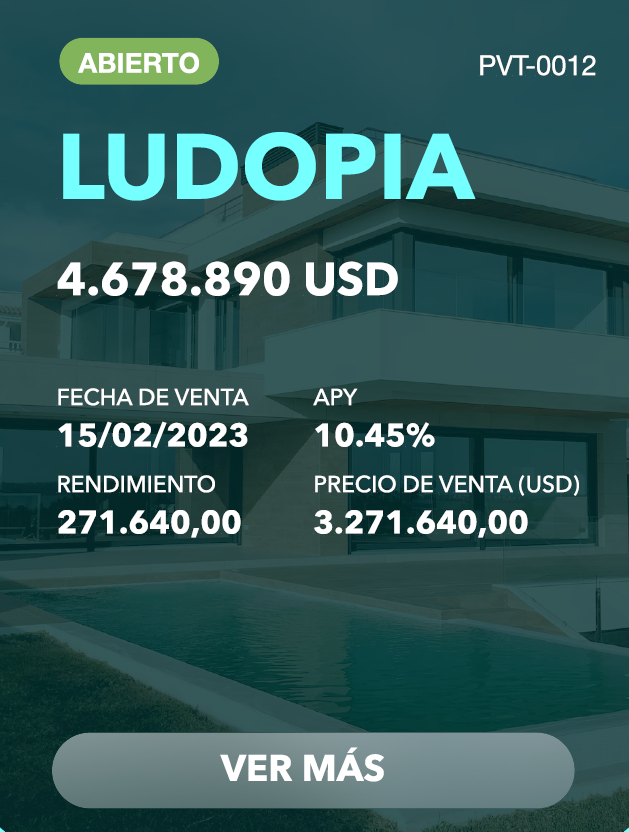 ABIERTO
PVT-0012
LUDOPIA
4.678.890 USD
FECHA DE VENTA
15/02/2023
APY
10.45%
RENDIMIENTO
271.640,00
PRECIO DE VENTA (USD)
3.271.640,00
VER MÁS